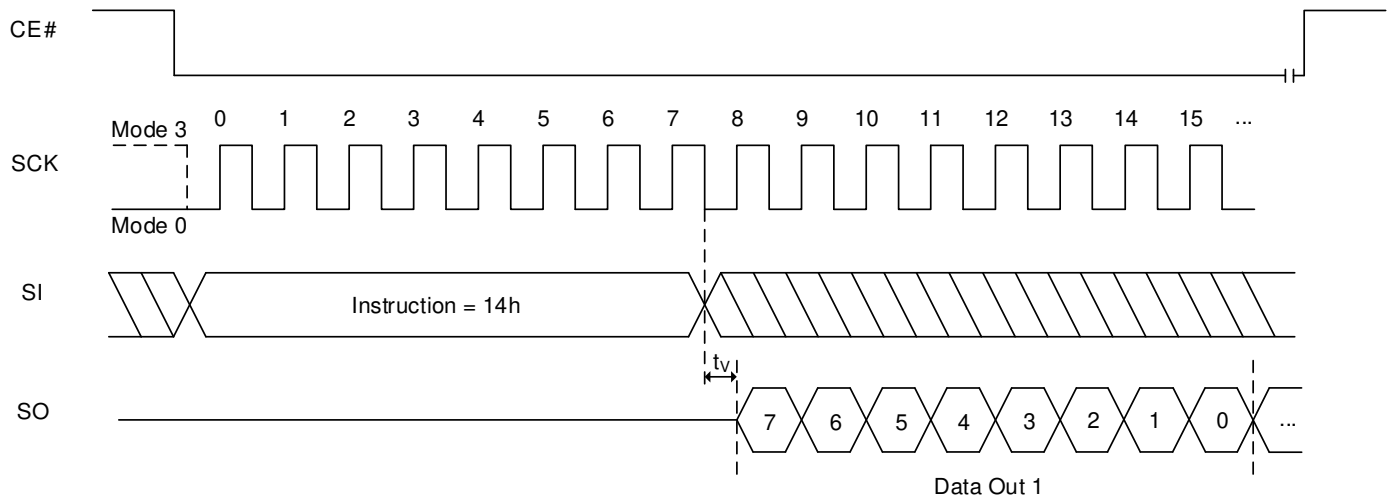 CE#
Mode 3
0 1 2 3 4 5 6 7 8 9 10 11 12 13 14 15 ...
SCK
Mode 0
SI
Instruction = 14h
tV
SO
7 6 5 4 3 2 1 0 ...
Data Out 1